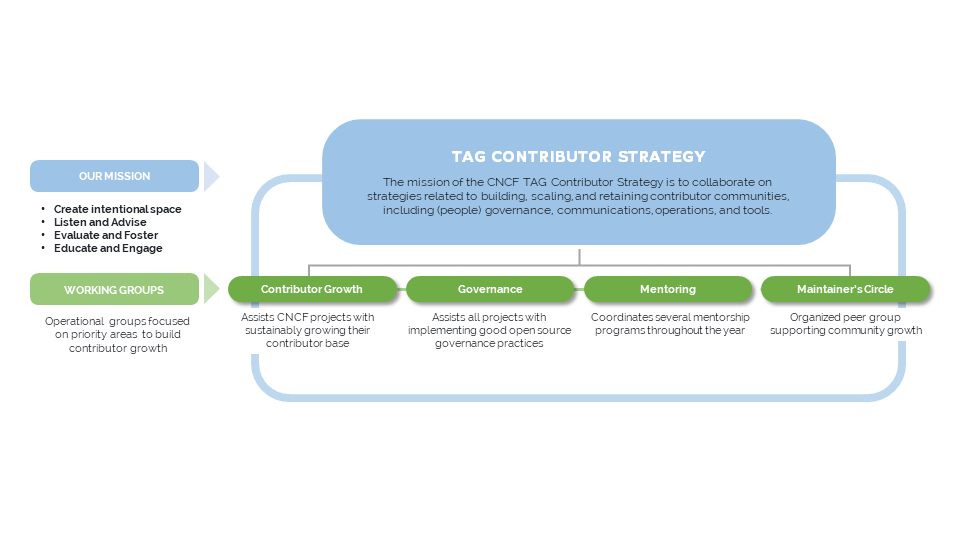 TAG CONTRIBUTOR STRATEGY
The mission of the CNCF TAG Contributor Strategy is to collaborate on
strategies related to building, scaling, and retaining contributor communities,
including (people) governance, communications, operations, and tools.
OUR MISSION
• Create intentional space
• Listen and Advise
• Evaluate and Foster
• Educate and Engage
WORKING GROUPS
Operational groups focused
on priority areas to build
contributor growth
Contributor Growth
Assists CNCF projects with
sustainably growing their
contributor base
Governance
Assists all projects with
implementing good open source
governance practices
Mentoring
Coordinates several mentorship
programs throughout the year
Maintainer's Circle
Organized peer group
supporting community growth